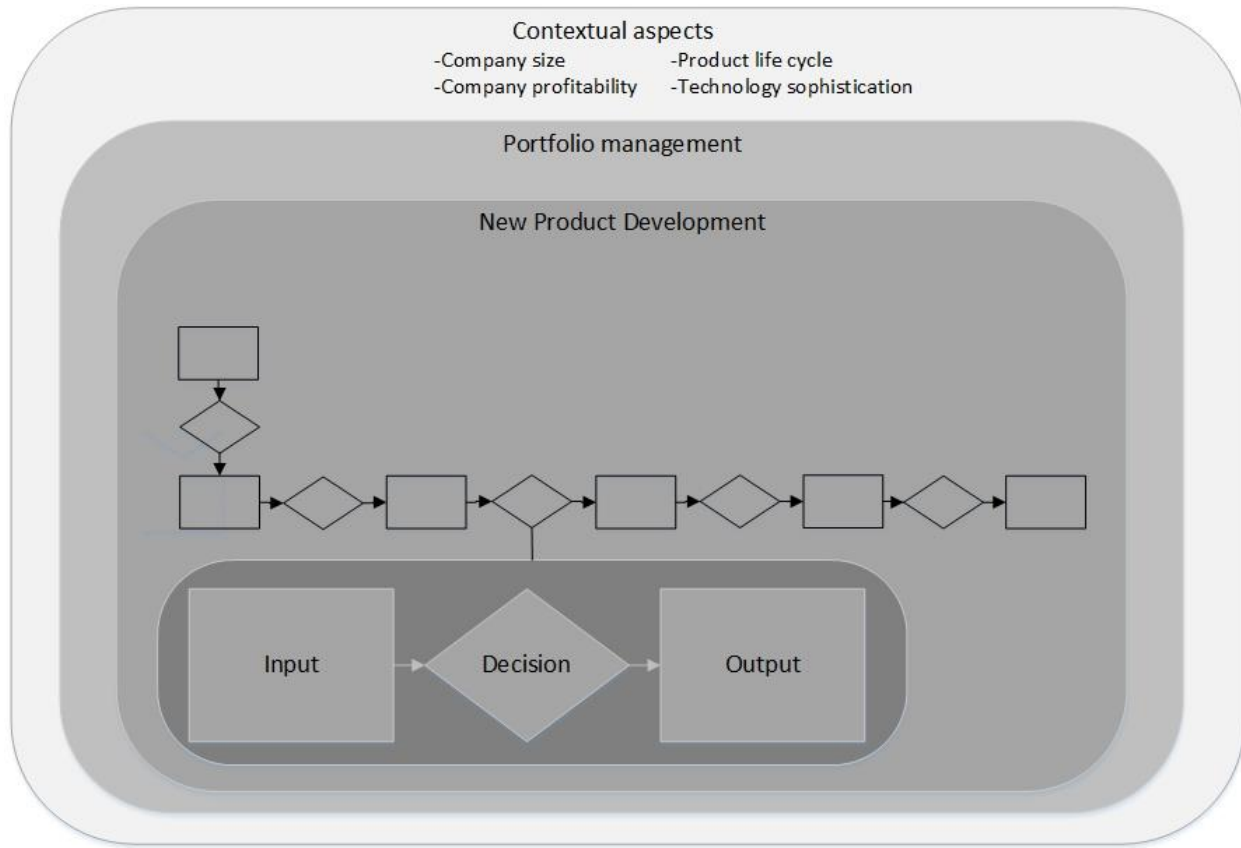 Contextual aspects
-Company size -Product life cycle
-Company profitability -Technology sophistication
Portfolio management
New Product Development
Input Decision Output